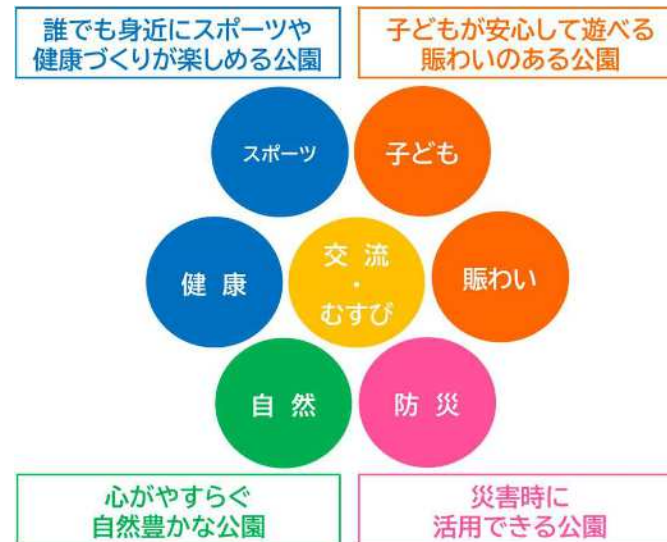 誰でも身近にスポーツや
健康づくりが楽しめる公園
子どもが安心して遊べる
賑わいのある公園
スポーツ
子ども
健 康
交 流
・
むすび
賑わい
自 然
防 災
心がやすらぐ
自然豊かな公園
災害時に
活用できる公園